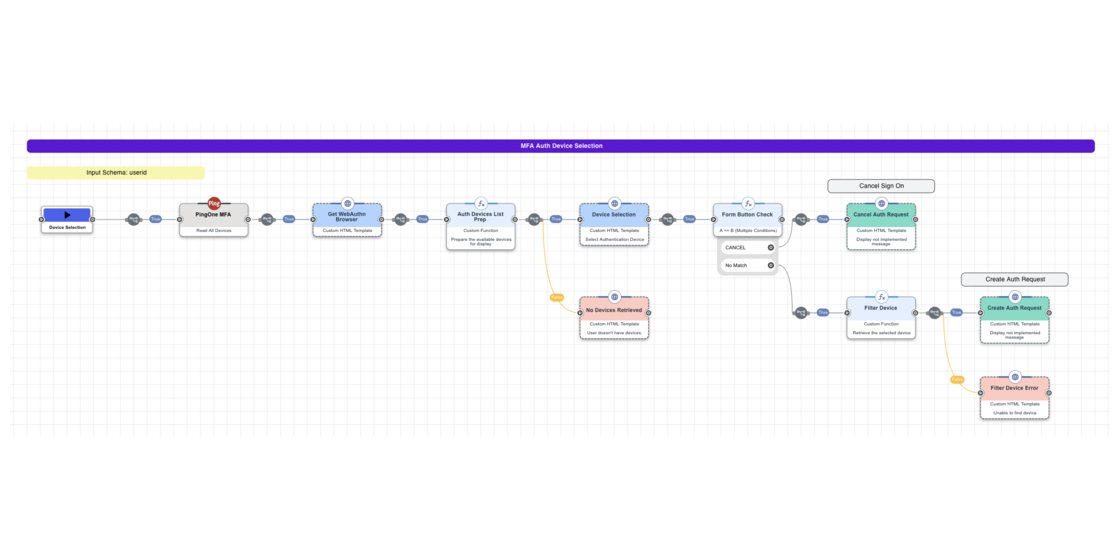 MFA Auth Device Selection
Input Schema: userid
Cancel Sign On
Device Selection
True
Ping
PingOne MFA
Read All Devices
True
Get WebAuthn
Browser
Custom HTML Template
True
Auth Devices List
Prep
Custom Function
Prepare the available devices
for display
True
Device Selection
Custom HTML Template
Select Authentication Device
True
Form Button Check
A == B (Multiple Conditions)
CANCEL
No Match
True
Cancel Auth Request
Custom HTML Template
Display not implemented
message
False
No Devices Retrieved
Custom HTML Template
User doesn't have devices.
True
Filter Device
Custom Function
Retrieve the selected device
Create Auth Request
True
Create Auth Request
Custom HTML Template
Display not implemented
message
False
Filter Device Error
Custom HTML Template
Unable to find device